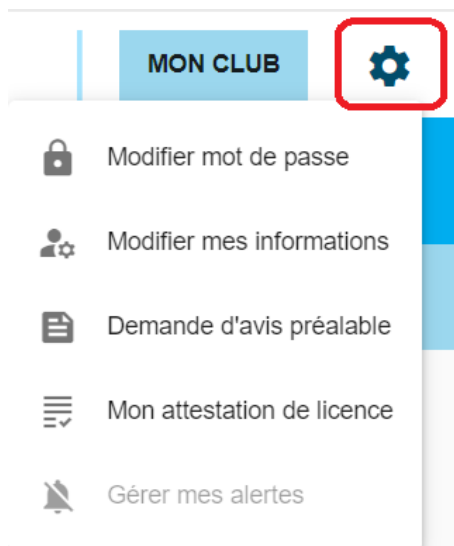 MON CLUB
Modifier mot de passe
Modifier mes informations
Demande d'avis préalable
Mon attestation de licence
Gérer mes alertes